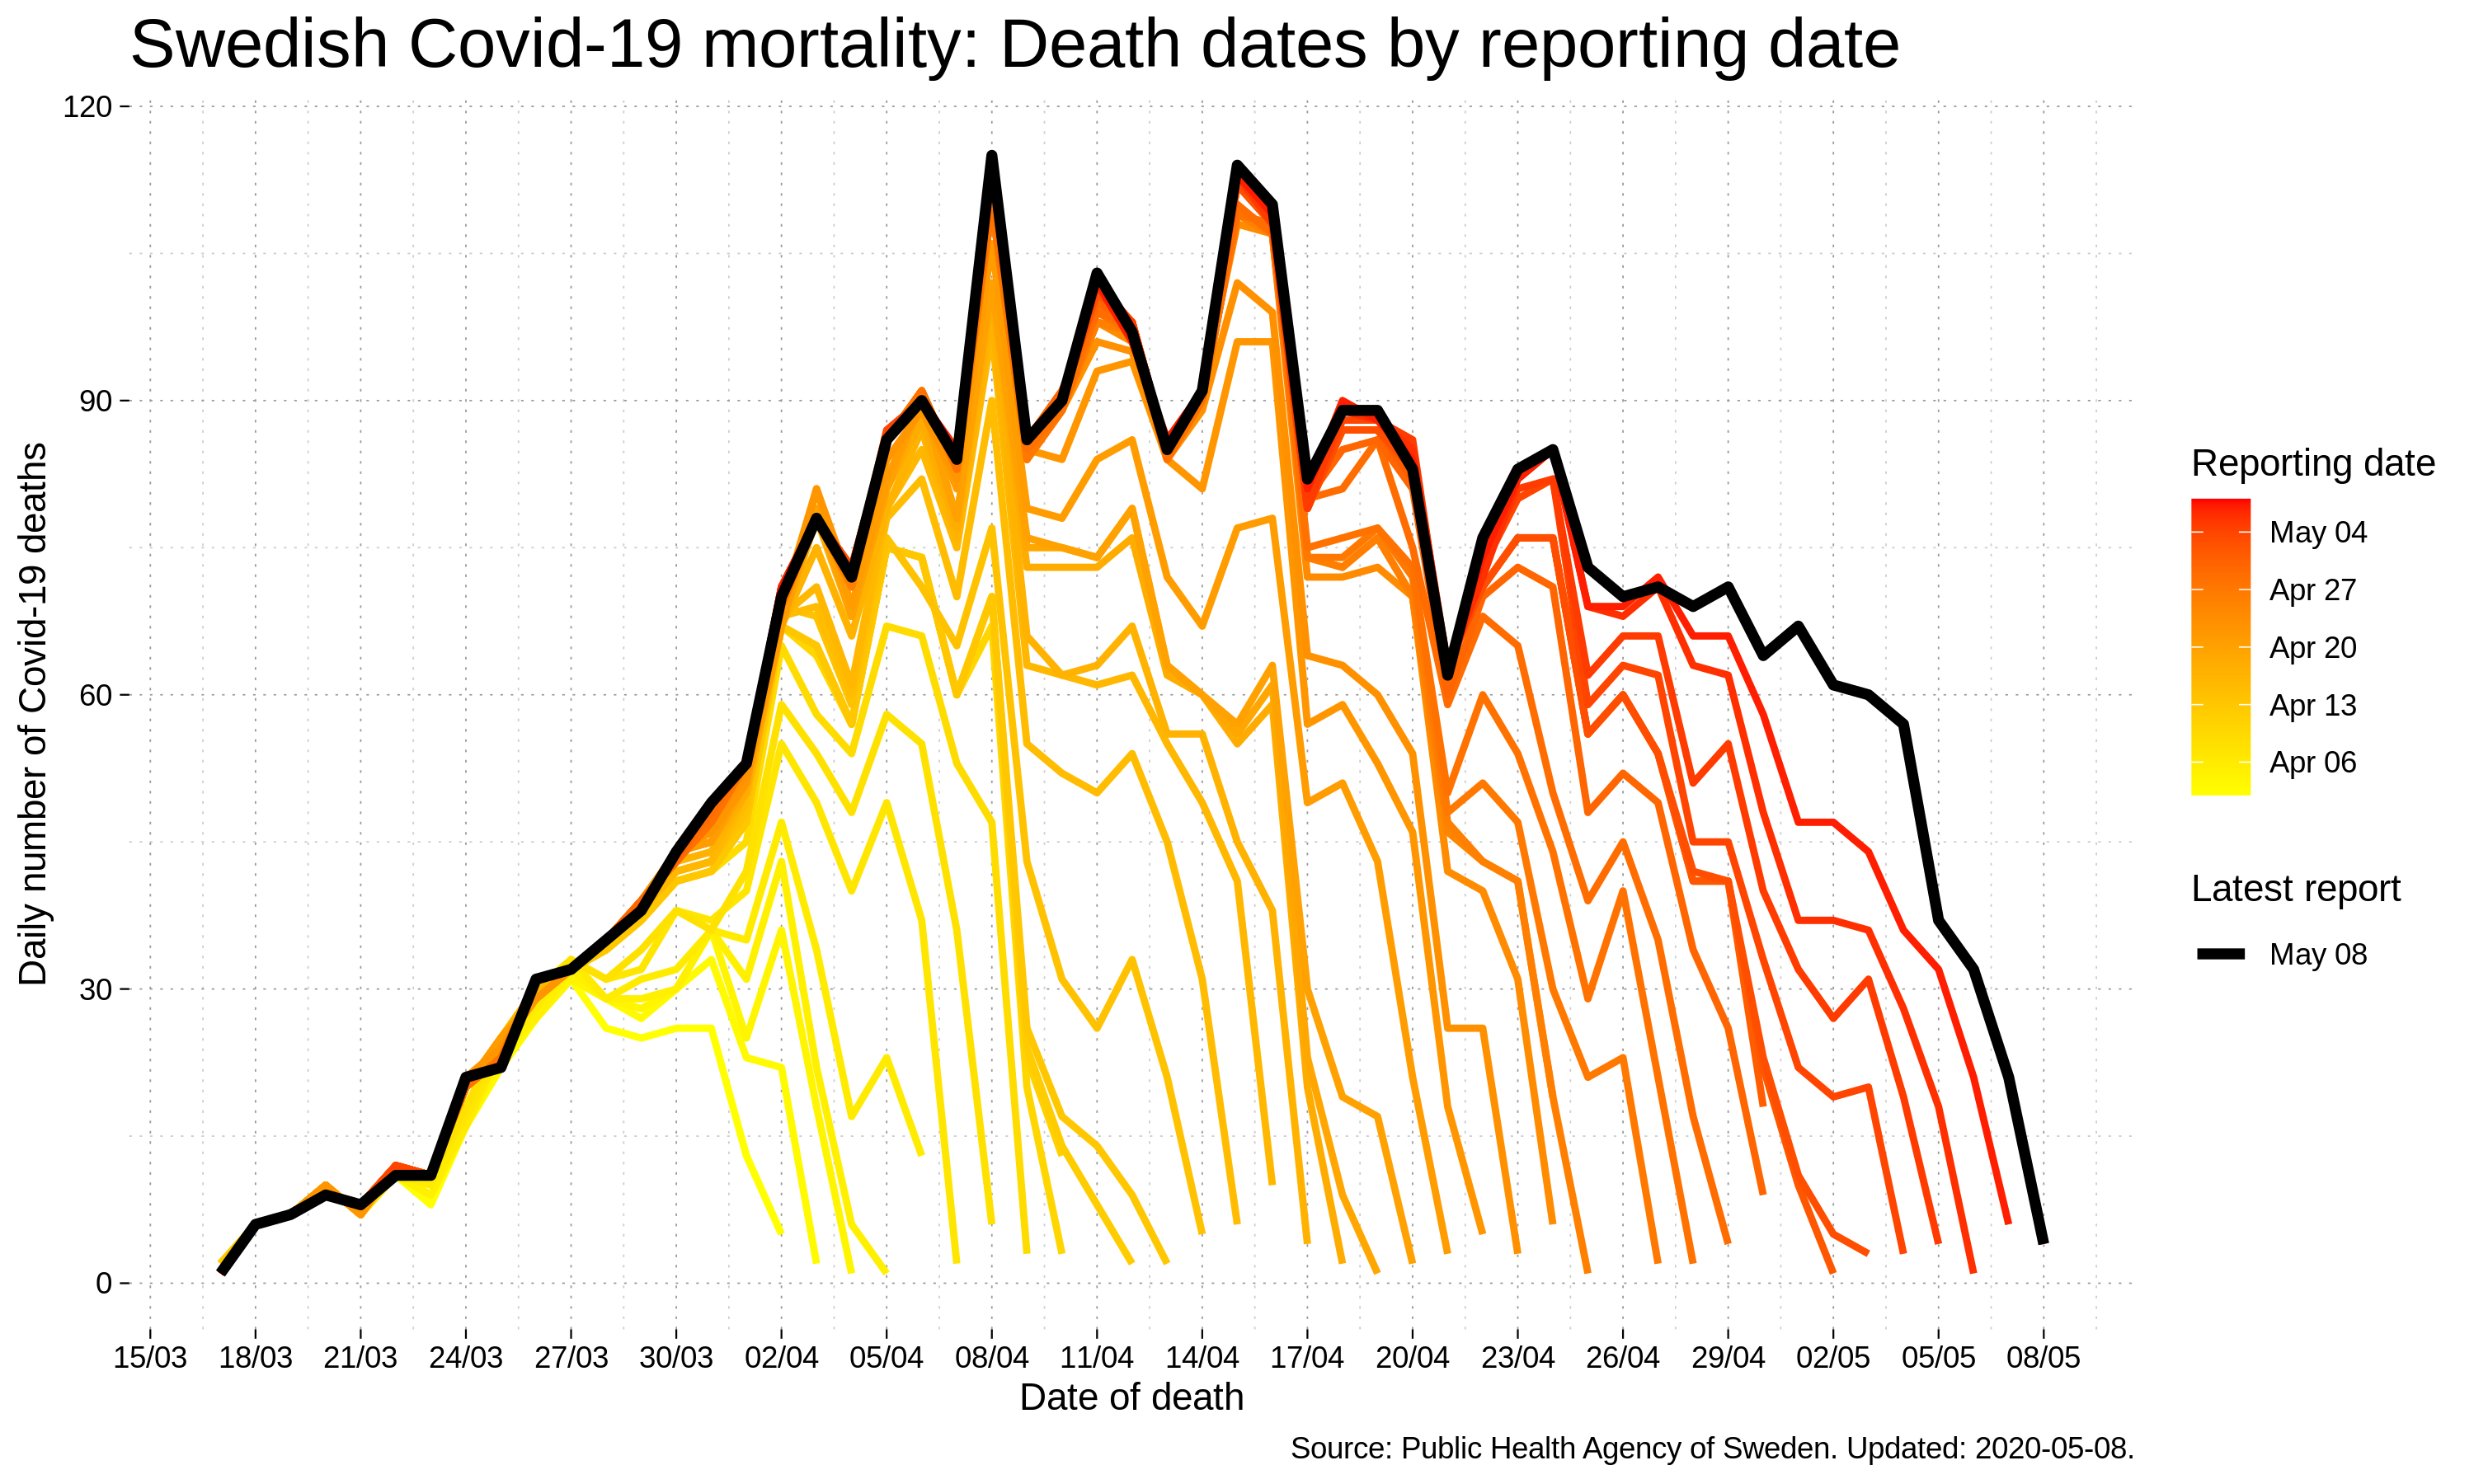 Swedish Covid-19 mortality: Death dates by reporting date
Daily number of Covid-19 deaths
120
90
60
30
0
15/03 18/03 21/03 24/03 27/03 30/03 02/04 05/04 08/04 11/04 14/04 17/04 20/04 23/04 26/04 29/04 02/05 05/05 08/05
Date of death
Reporting date
May 04
Apr 27
Apr 20
Apr 13
Apr 06
Latest report
May 08
Source: Public Health Agency of Sweden. Updated: 2020-05-08.